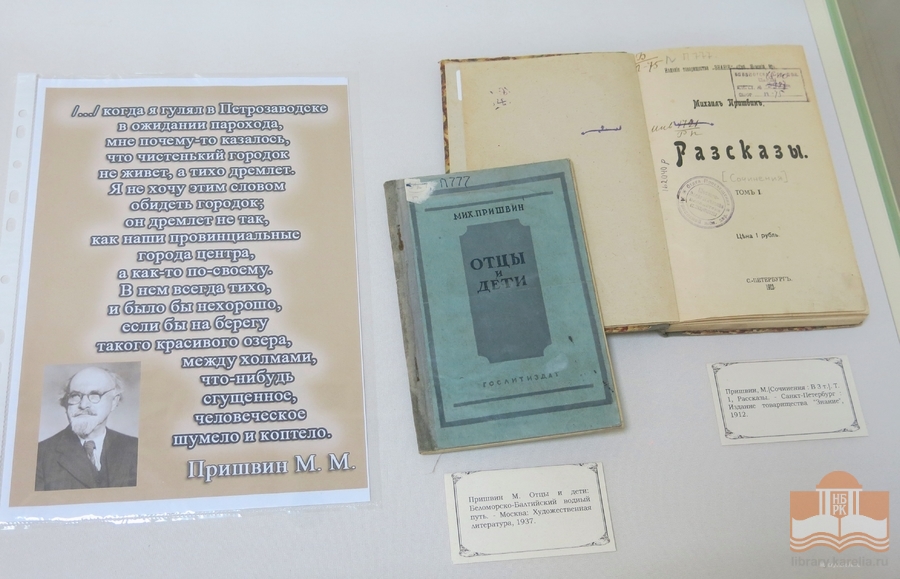 /.../ когда я гулял в Петрозаводске
в ожидании парохода,
мне почему-то казалось,
что чистенький городок
не живет, а тихо дремлет.
Я не хочу этим словом
обидеть городок;
он дремлет не так,
как наши провинциальные
города центра,
а как-то по-своему.
В нем всегда тихо,
и было бы нехорошо,
если бы на берегу
такого красивого озера,
между холмами,
что-нибудь
сгущенное,
человеческое
шумело и коптело.
Пришвин М. М.
П777
МИХ. ПРИШВИН
ОТЦЫ
И
ДЕТИ
ГОСЛИТИЗДАТ
Пришвин М. Отцы и дети:
Беломорско-Балтийский водный
путь. - Москва: Художественная
литература, 1937.
П 777
Михаилъ Пришвинъ.
Разсказы.
[Сочинения]
ТОМЪ I.
Цѣна 1 рубль.
С.-ПЕТЕРБУРГЪ.
Пришвин, М.[Сочинения : В 3 т.]. Т.
1, Рассказы. - Санкт-Петербург :
Издание товарищества "Знание",
1912.
НБ
РК
library.karelia.ru